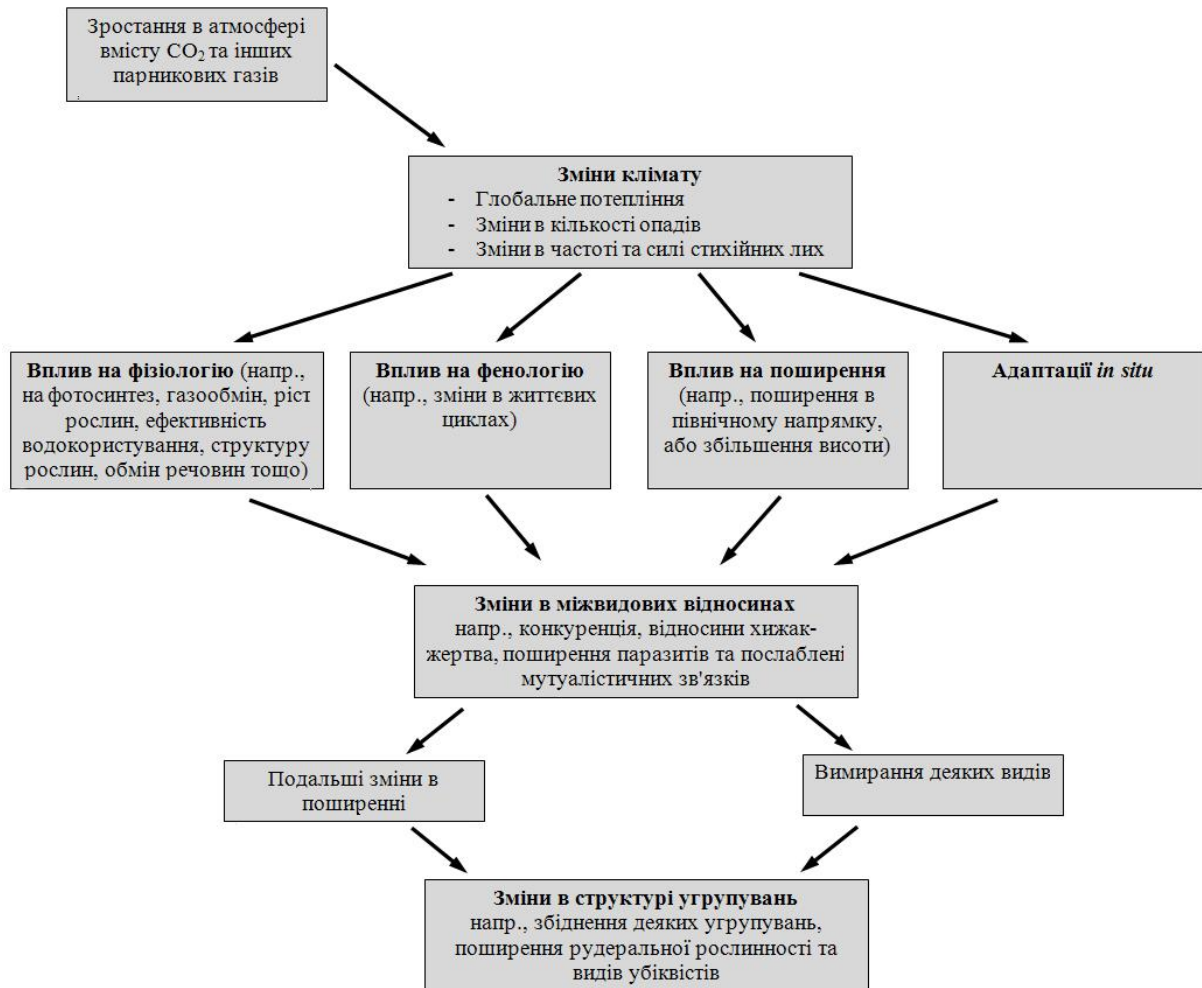 Зростання в атмосфері
вмісту CO₂ та інших
парникових газів
Зміни клімату
- Глобальне потепління
- Зміни в кількості опадів
- Зміни в частоті та силі стихійних лих
Вплив на фізіологію (напр.,
на фотосинтез, газообмін, ріст
рослин, ефективність
водокористування, структуру
рослин, обмін речовин тощо)
Вплив на фенологію
(напр., зміни в життєвих
циклах)
Вплив на поширення
(напр., поширення в
північному напрямку,
або збільшення висоти)
Адаптації in situ
Зміни в міжвидових відносинах
напр., конкуренція, відносини хижак-
жертва, поширення паразитів та послаблені
мутуалістичних зв'язків
Подальші зміни в
поширенні
Вимирання деяких видів
Зміни в структурі угрупувань
напр., збіднення деяких угрупувань,
поширення рудеральної рослинності та
видів убіквістів